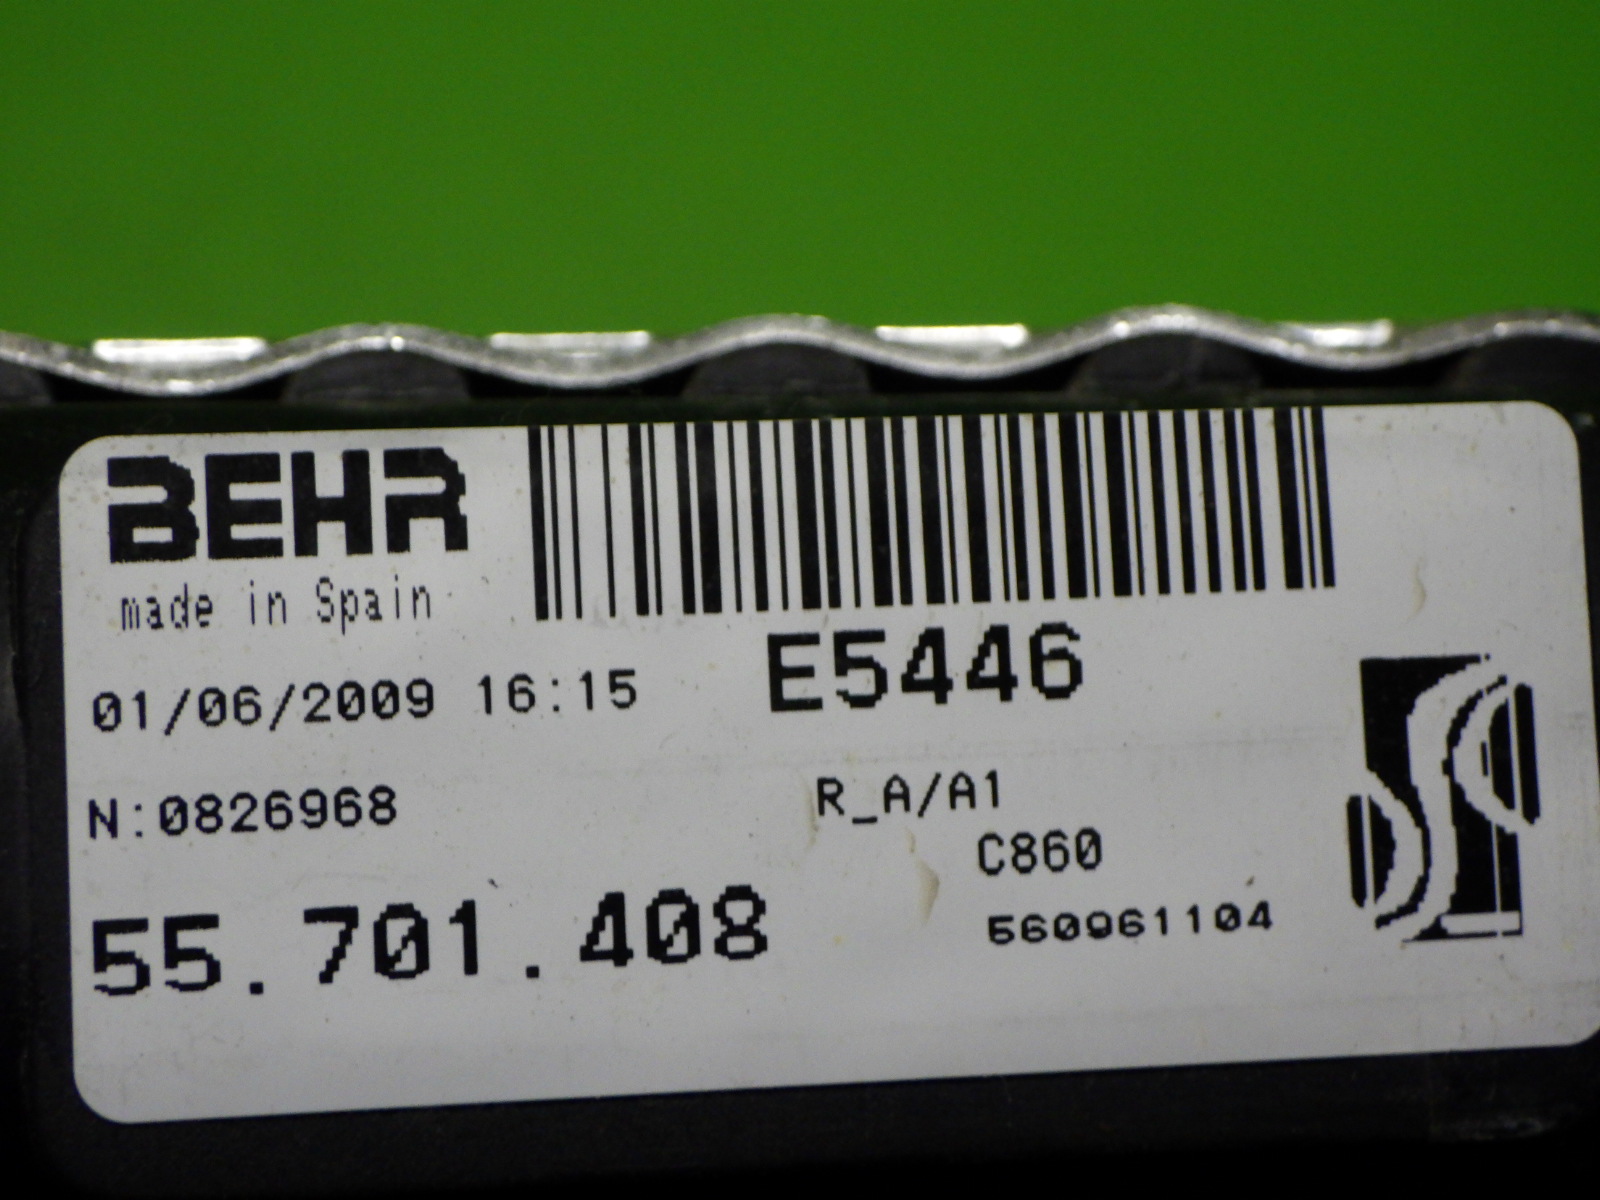 BEHR
made in Spain
E5446
01/06/2009 16:15
N:0826968
R_A/A1
C860
55.701.408
560961104